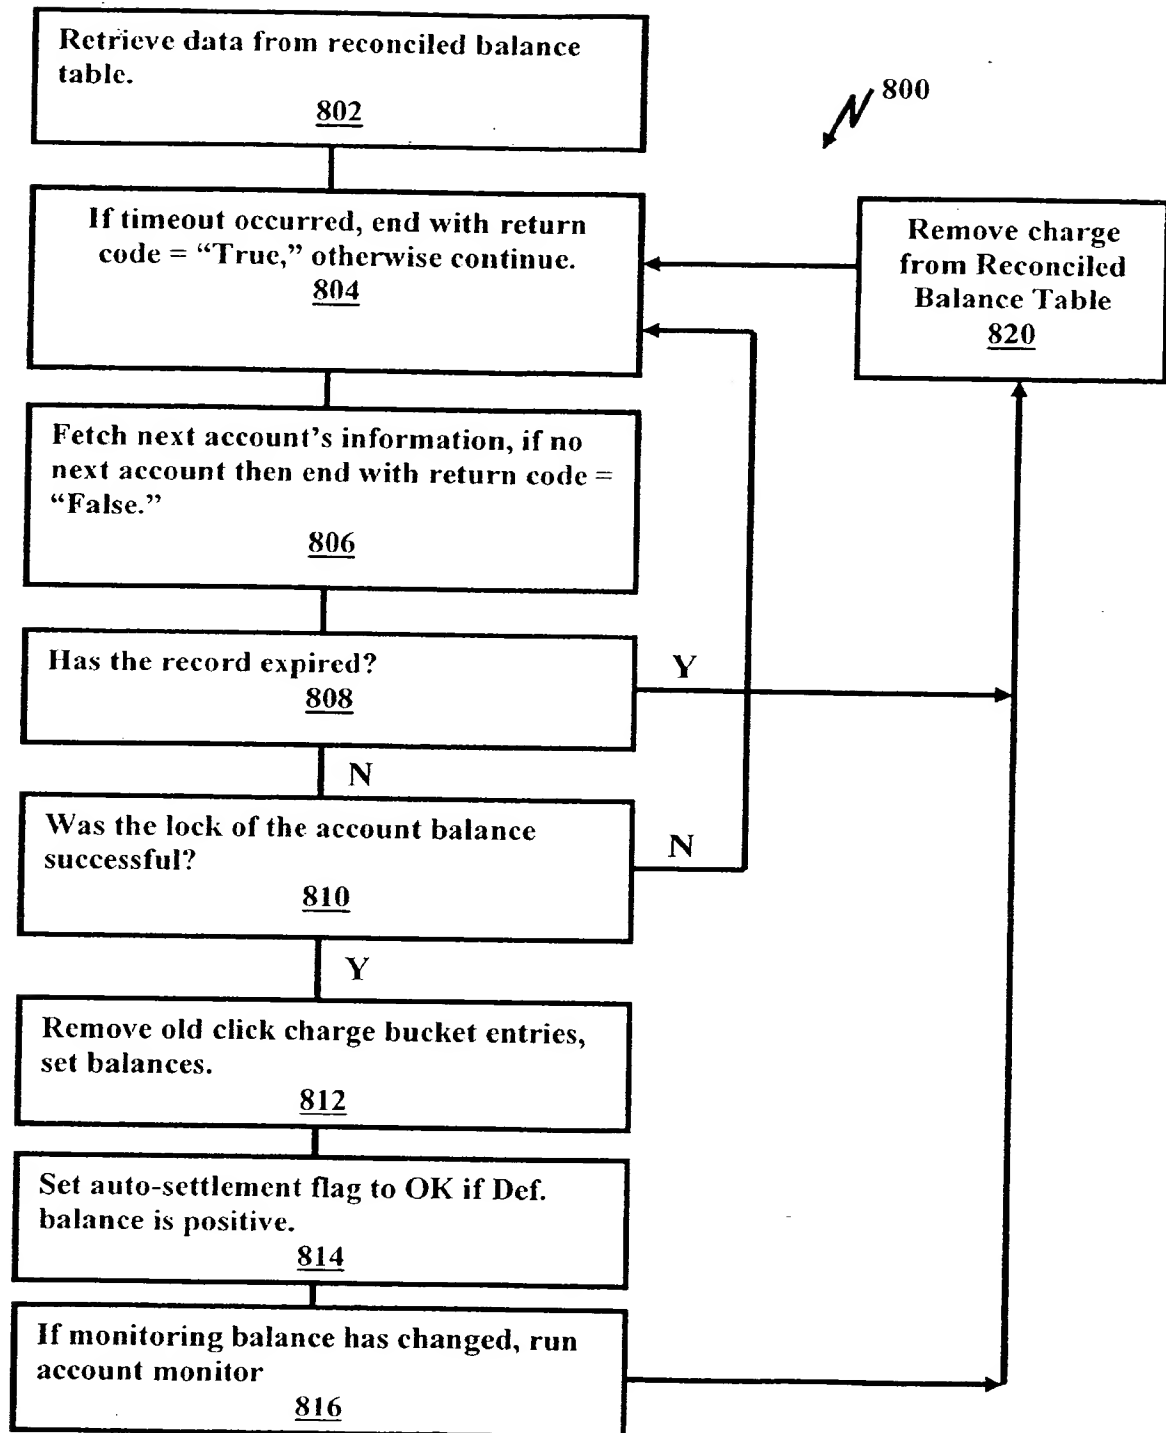 Retrieve data from reconciled balance
table.
802
800
If timeout occurred, end with return
code = “True,” otherwise continue.
804
Remove charge
from Reconciled
Balance Table
820
Fetch next account's information, if no
next account then end with return code =
“False.”
806
Has the record expired?
808
Y
N
Was the lock of the account balance
successful?
810
N
Y
Remove old click charge bucket entries,
set balances.
812
Set auto-settlement flag to OK if Def.
balance is positive.
814
If monitoring balance has changed, run
account monitor
816